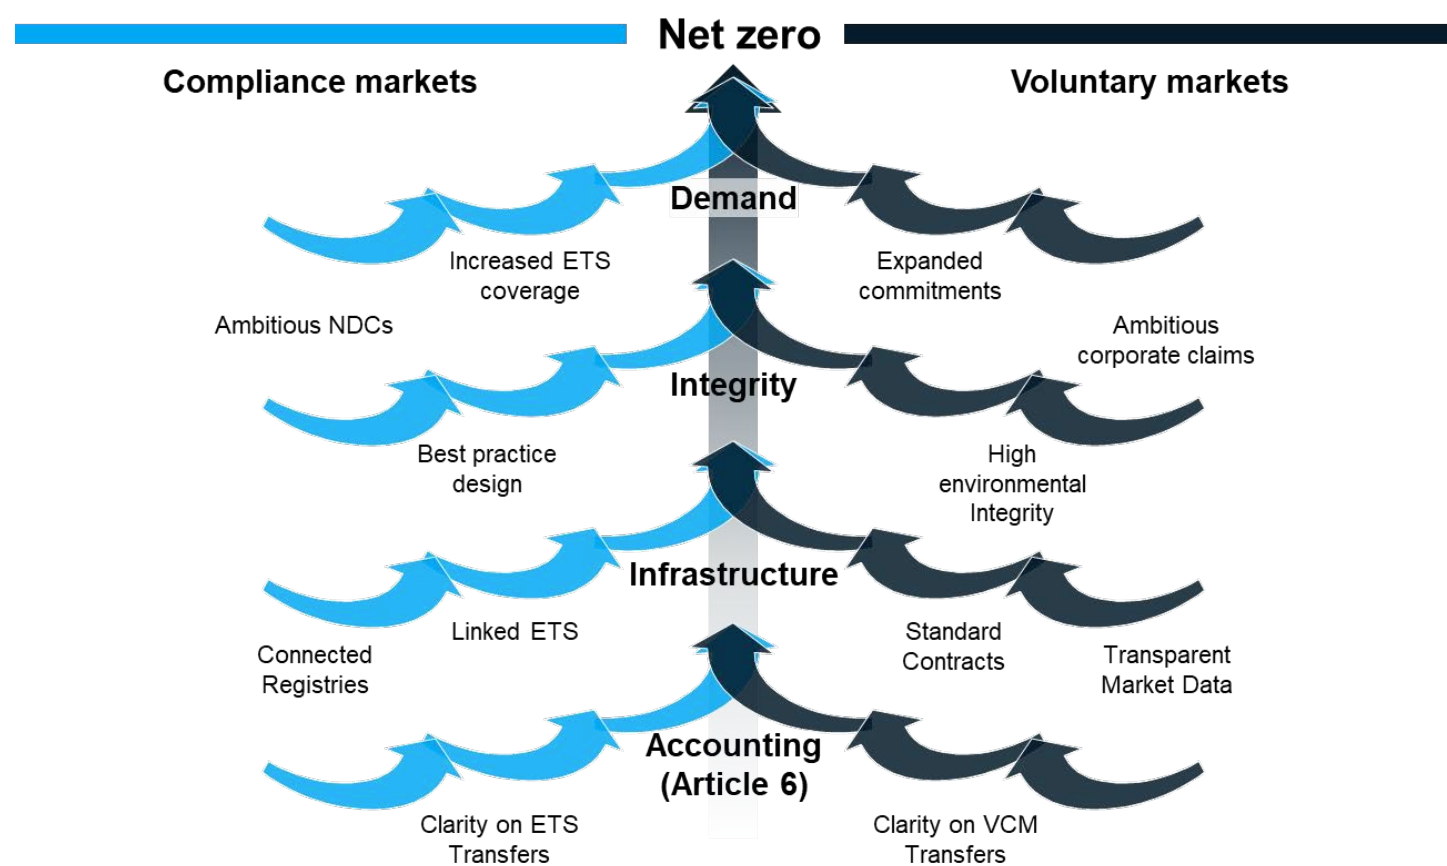 Net zero
Compliance markets
Voluntary markets
Demand
Increased ETS
coverage
Expanded
commitments
Ambitious NDCs
Ambitious
corporate claims
Integrity
Best practice
design
High
environmental
Integrity
Infrastructure
Linked ETS
Standard
Contracts
Connected
Registries
Transparent
Market Data
Accounting
(Article 6)
Clarity on ETS
Transfers
Clarity on VCM
Transfers